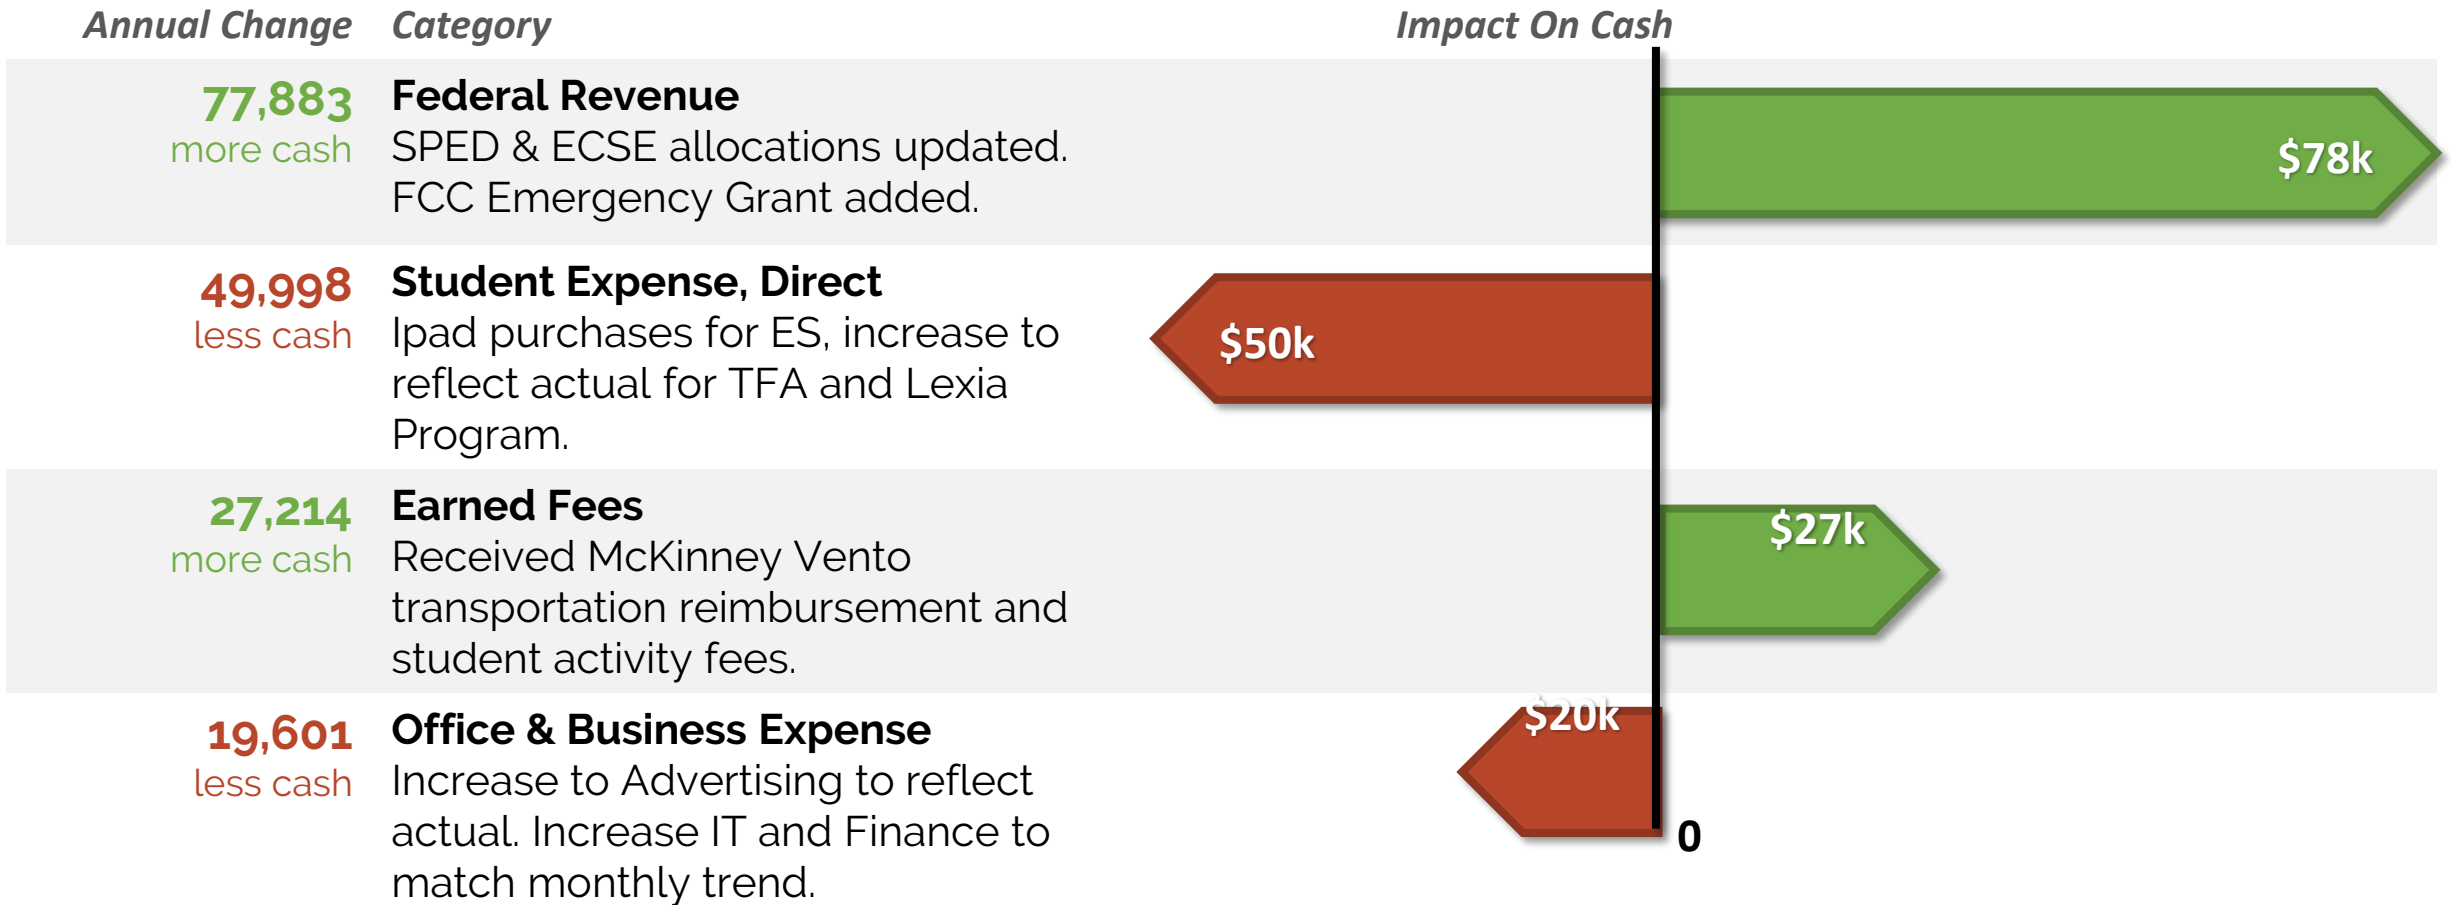 Annual Change Category Impact On Cash
77,883 Federal Revenue
more cash SPED & ECSE allocations updated.
FCC Emergency Grant added.
$78k
49,998 Student Expense, Direct
less cash Ipad purchases for ES, increase to
reflect actual for TFA and Lexia
Program.
$50k
27,214 Earned Fees
more cash Received McKinney Vento
transportation reimbursement and
student activity fees.
$27k
19,601 Office & Business Expense
less cash Increase to Advertising to reflect
actual. Increase IT and Finance to
match monthly trend.
$20k
0